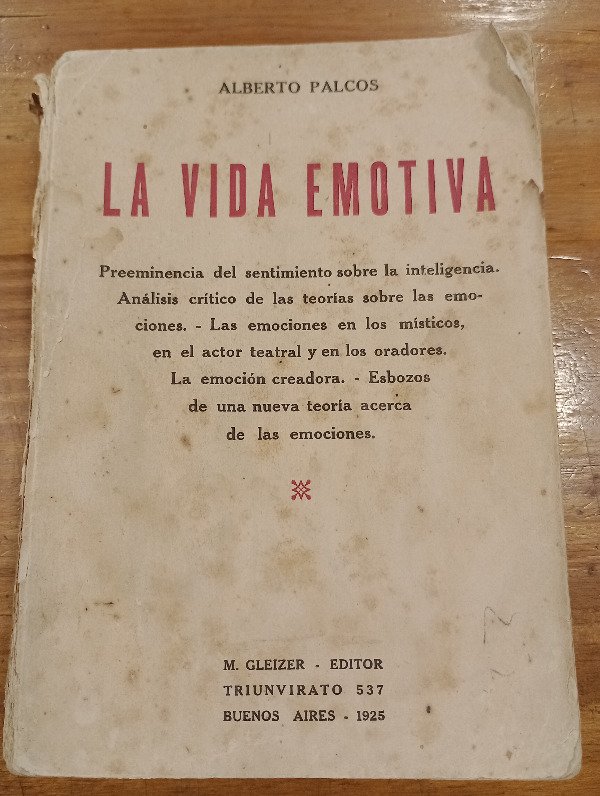 ALBERTO PALCOS
LA VIDA EMOTIVA
Preeminencia del sentimiento sobre la inteligencia.
Análisis crítico de las teorías sobre las emo-
ciones. - Las emociones en los místicos,
en el actor teatral y en los oradores.
La emoción creadora. - Esbozos
de una nueva teoría acerca
de las emociones.
M. GLEIZER - EDITOR
TRIUNVIRATO 537
BUENOS AIRES - 1925